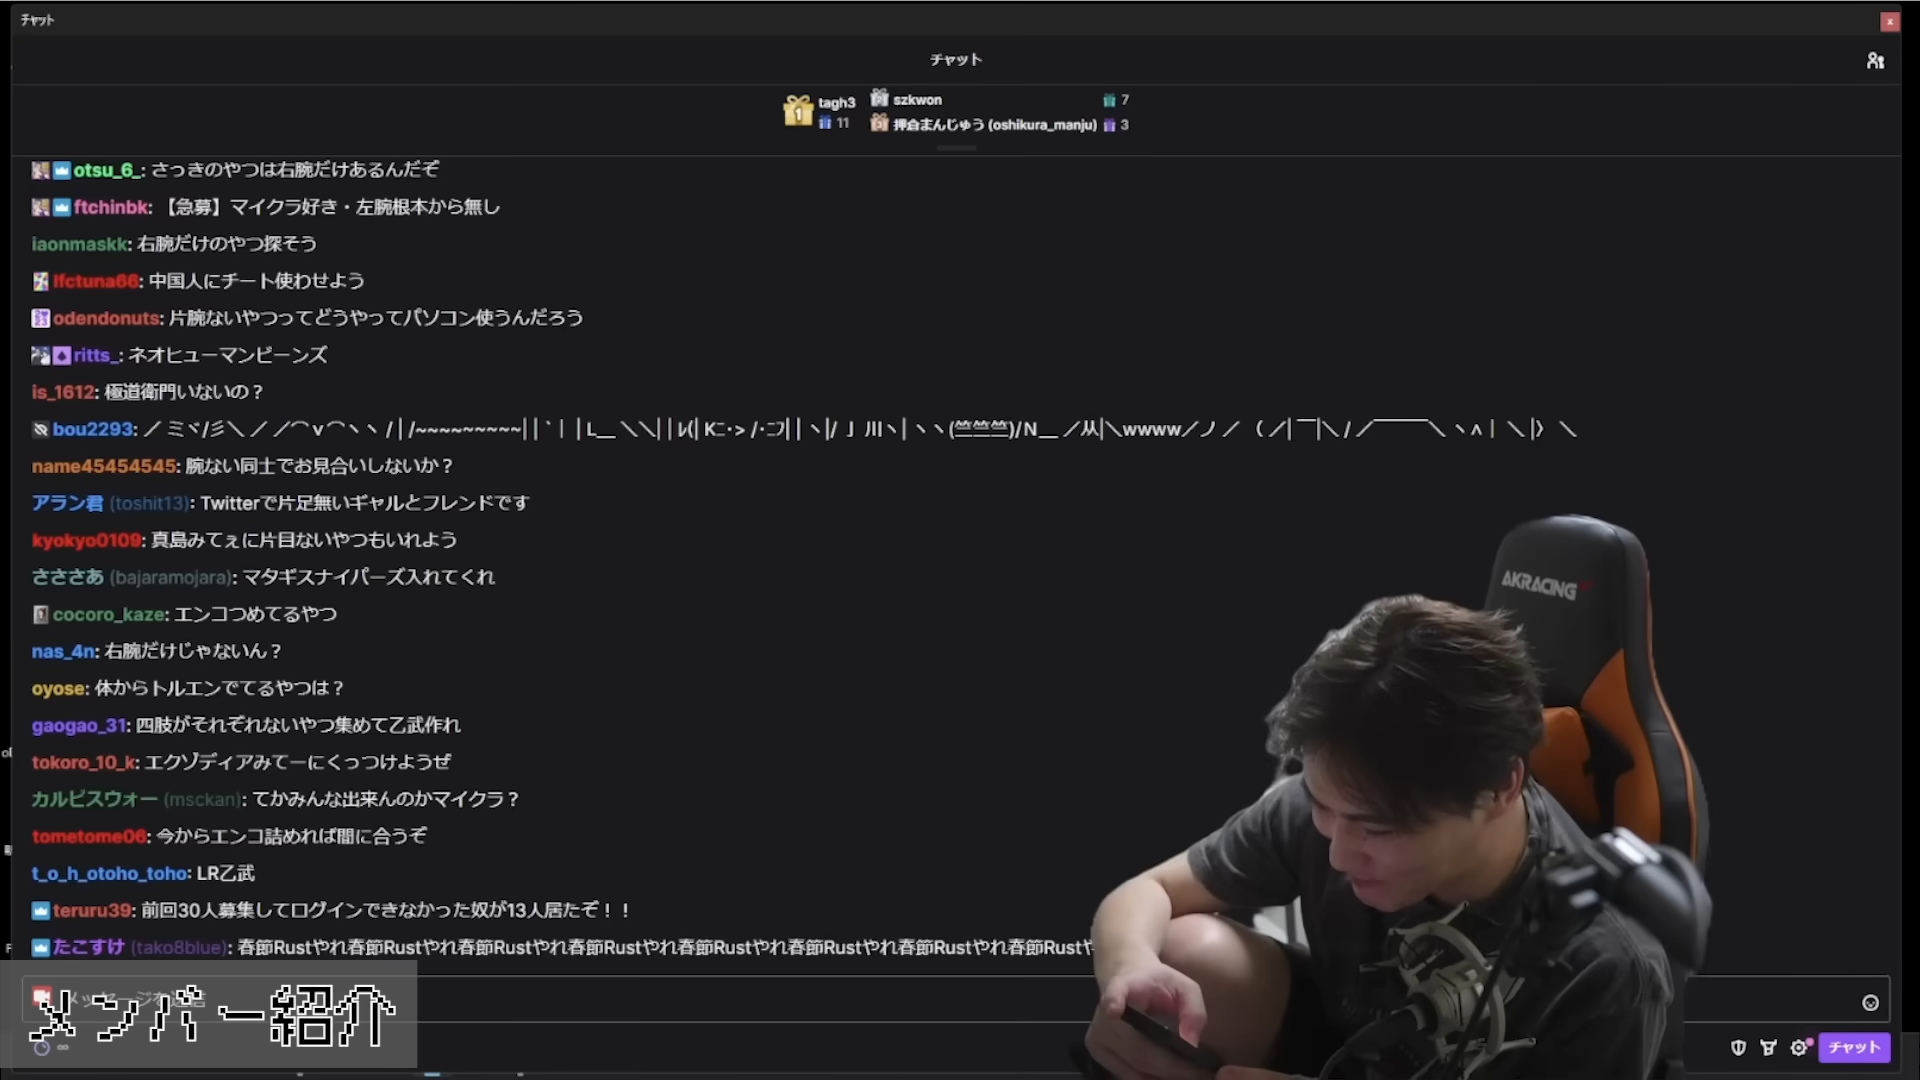 チャット
チャット
tagh3
11
szkwon
7
押倉まんじゅう (oshikura_manju)
3
otsu_6_: さっきのやつは右腕だけあるんだぞ
ftchinbk: 【急募】マイクラ好き・左腕根本から無し
iaonmaskk: 右腕だけのやつ探そう
lfctuna66: 中国人にチート使わせよう
odendonuts: 片腕ないやつってどうやってパソコン使うんだろう
ritts_: ネオヒューマンビーンズ
is_1612: 極道衛門いないの？
bou2293:
name45454545: 腕ない同士でお見合いしないか？
アラン君 (toshit13): Twitterで片足無いギャルとフレンドです
kyokyo0109: 真島みてぇに片目ないやつもいれよう
さささあ (bajaramojara): マタギスナイパーズ入れてくれ
cocoro_kaze: エンコつめてるやつ
nas_4n: 右腕だけじゃないん？
oyose: 体からトルエンでてるやつは？
gaogao_31: 四肢がそれぞれないやつ集めて乙武作れ
tokoro_10_k: エクゾディアみてーにくっつけようぜ
カルピスウォー (msckan): てかみんな出来んのかマイクラ？
tometome06: 今からエンコ詰めれば間に合うぞ
t_o_h_otoho_toho: LR乙武
teruru39: 前回30人募集してログインできなかった奴が13人居たぞ！！
たこすけ (tako8blue): 春節Rustやれ春節Rustやれ春節Rustやれ春節Rustやれ春節Rustやれ春節Rustやれ春節Rustやれ春節Rustや
メンバー紹介
チャット
AKRACING